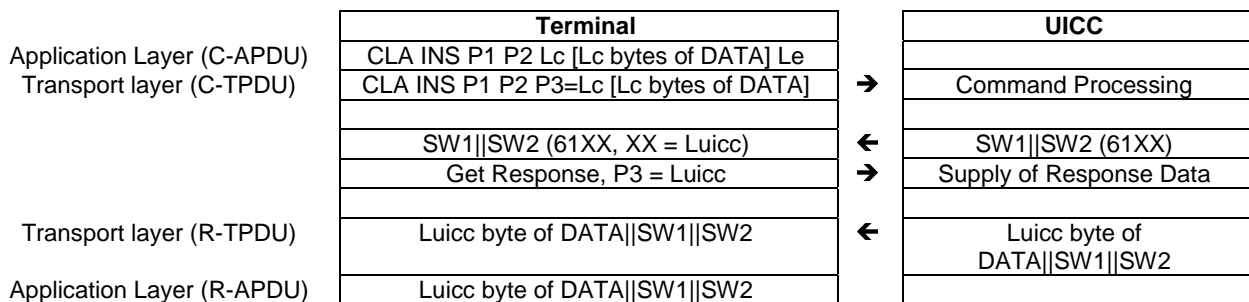 Terminal UICC
Application Layer (C-APDU) CLA INS P1 P2 Lc [Lc bytes of DATA] Le
Transport layer (C-TPDU) CLA INS P1 P2 P3=Lc [Lc bytes of DATA] ➔ Command Processing
SW1||SW2 (61XX, XX = Luicc) 🡸 SW1||SW2 (61XX)
Get Response, P3 = Luicc ➔ Supply of Response Data
Transport layer (R-TPDU) Luicc byte of DATA||SW1||SW2 🡸 Luicc byte of
DATA||SW1||SW2
Application Layer (R-APDU) Luicc byte of DATA||SW1||SW2